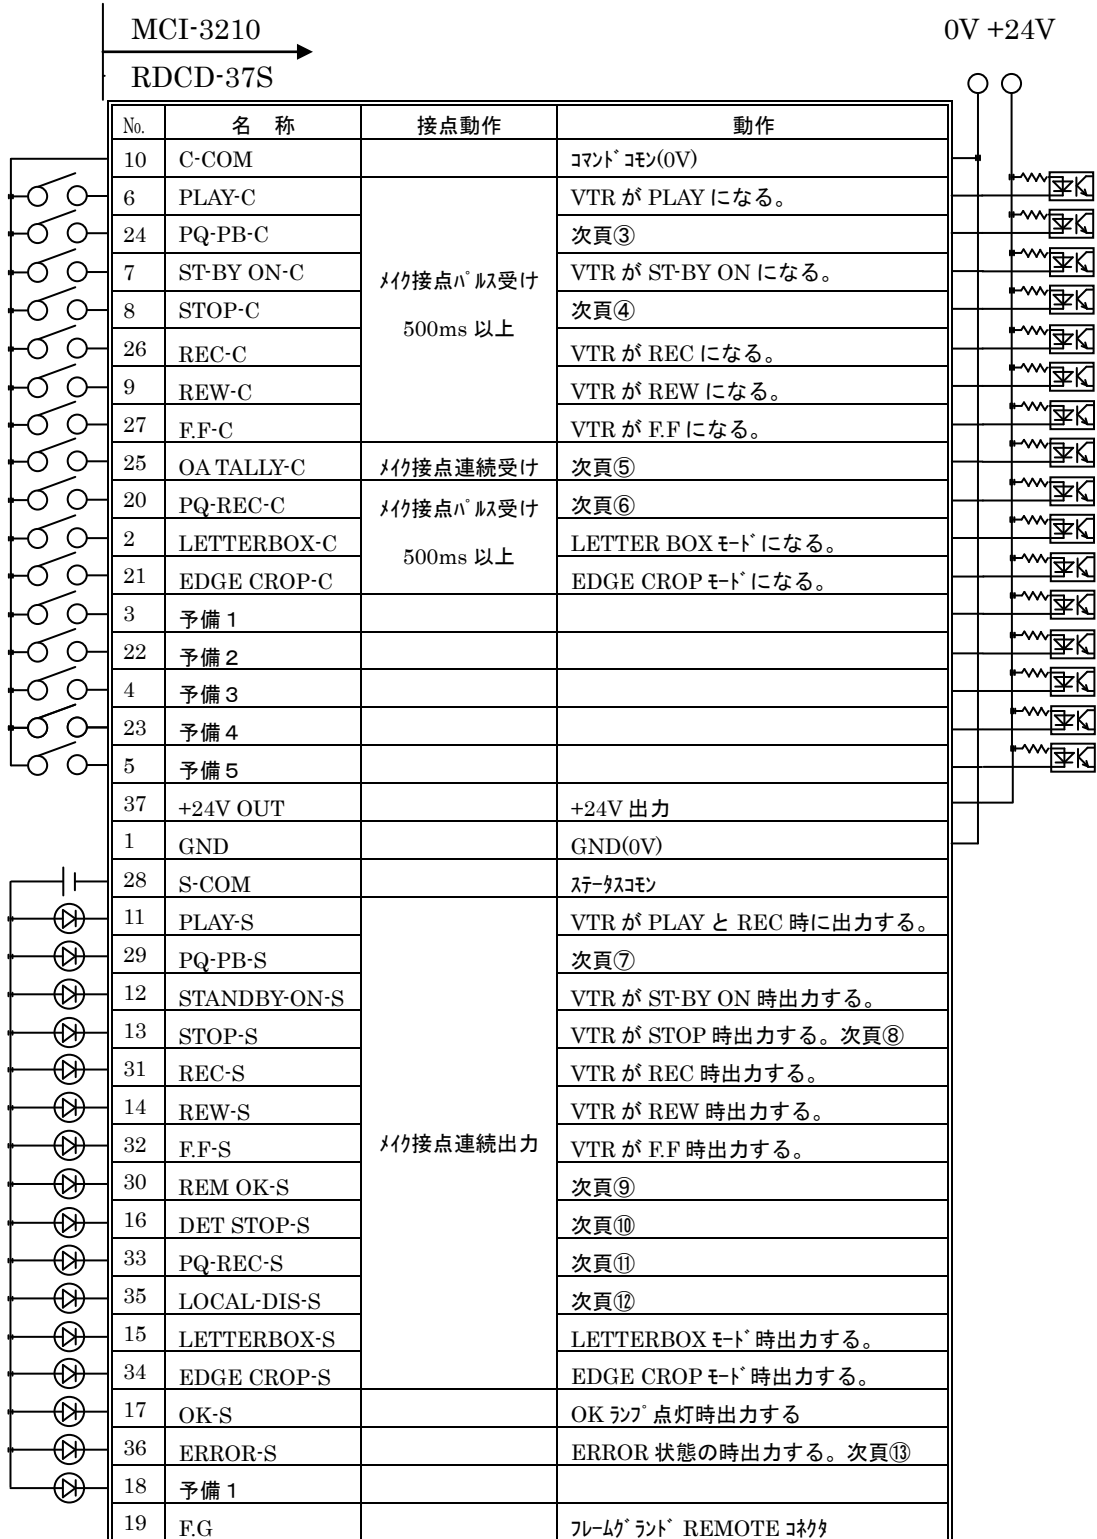 MCI-3210
0V +24V
RDCD-37S
№ 名 称 接点動作 動作
10 C-COM ｺﾏﾝﾄﾞｺﾓﾝ(0V)
6 PLAY-C VTR が PLAY になる。
24 PQ-PB-C 次頁③
7 ST-BY ON-C VTR が ST-BY ON になる。
ﾒｲｸ接点ﾊﾟﾙｽ受け
8 STOP-C 次頁④
500ms 以上
26 REC-C VTR が REC になる。
9 REW-C VTR が REW になる。
27 F.F-C VTR が F.F になる。
25 OA TALLY-C ﾒｲｸ接点連続受け 次頁⑤
20 PQ-REC-C ﾒｲｸ接点ﾊﾟﾙｽ受け 次頁⑥
2 LETTERBOX-C LETTER BOX ﾓｰﾄﾞになる。
500ms 以上
21 EDGE CROP-C EDGE CROP ﾓｰﾄﾞになる。
3 予備１
22 予備２
4 予備３
23 予備４
5 予備５
37 +24V OUT +24V 出力
1 GND GND(0V)
28 S-COM ｽﾃｰﾀｽｺﾓﾝ
11 PLAY-S VTR が PLAY と REC 時に出力する。
29 PQ-PB-S 次頁⑦
12 STANDBY-ON-S VTR が ST-BY ON 時出力する。
13 STOP-S VTR が STOP 時出力する。次頁⑧
31 REC-S VTR が REC 時出力する。
14 REW-S VTR が REW 時出力する。
32 F.F-S ﾒｲｸ接点連続出力 VTR が F.F 時出力する。
30 REM OK-S 次頁⑨
16 DET STOP-S 次頁⑩
33 PQ-REC-S 次頁⑪
35 LOCAL-DIS-S 次頁⑫
15 LETTERBOX-S LETTERBOX ﾓｰﾄﾞ時出力する。
34 EDGE CROP-S EDGE CROP ﾓｰﾄﾞ時出力する。
17 OK-S OK ﾗﾝﾌﾟ点灯時出力する
36 ERROR-S ERROR 状態の時出力する。次頁⑬
18 予備１
19 F.G ﾌﾚｰﾑｸﾞﾗﾝﾄﾞ REMOTE ｺﾈｸﾀ